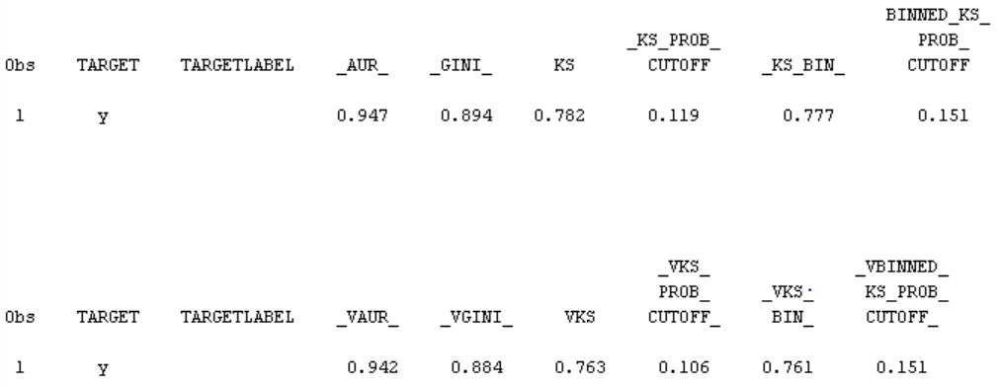 BINNED_KS_
_KS_PROB_ PROB_
Obs TARGET TARGETLABEL _AUR_ _GINI_ KS CUTOFF _KS_BIN_ CUTOFF
1 y 0.947 0.894 0.782 0.119 0.777 0.151
_VKS_ _VBINNED_
PROB_ _VKS_ KS_PROB_
Obs TARGET TARGETLABEL _VAUR_ _VGINI_ VKS CUTOFF_ BIN_ CUTOFF_
1 y 0.942 0.884 0.763 0.106 0.761 0.151